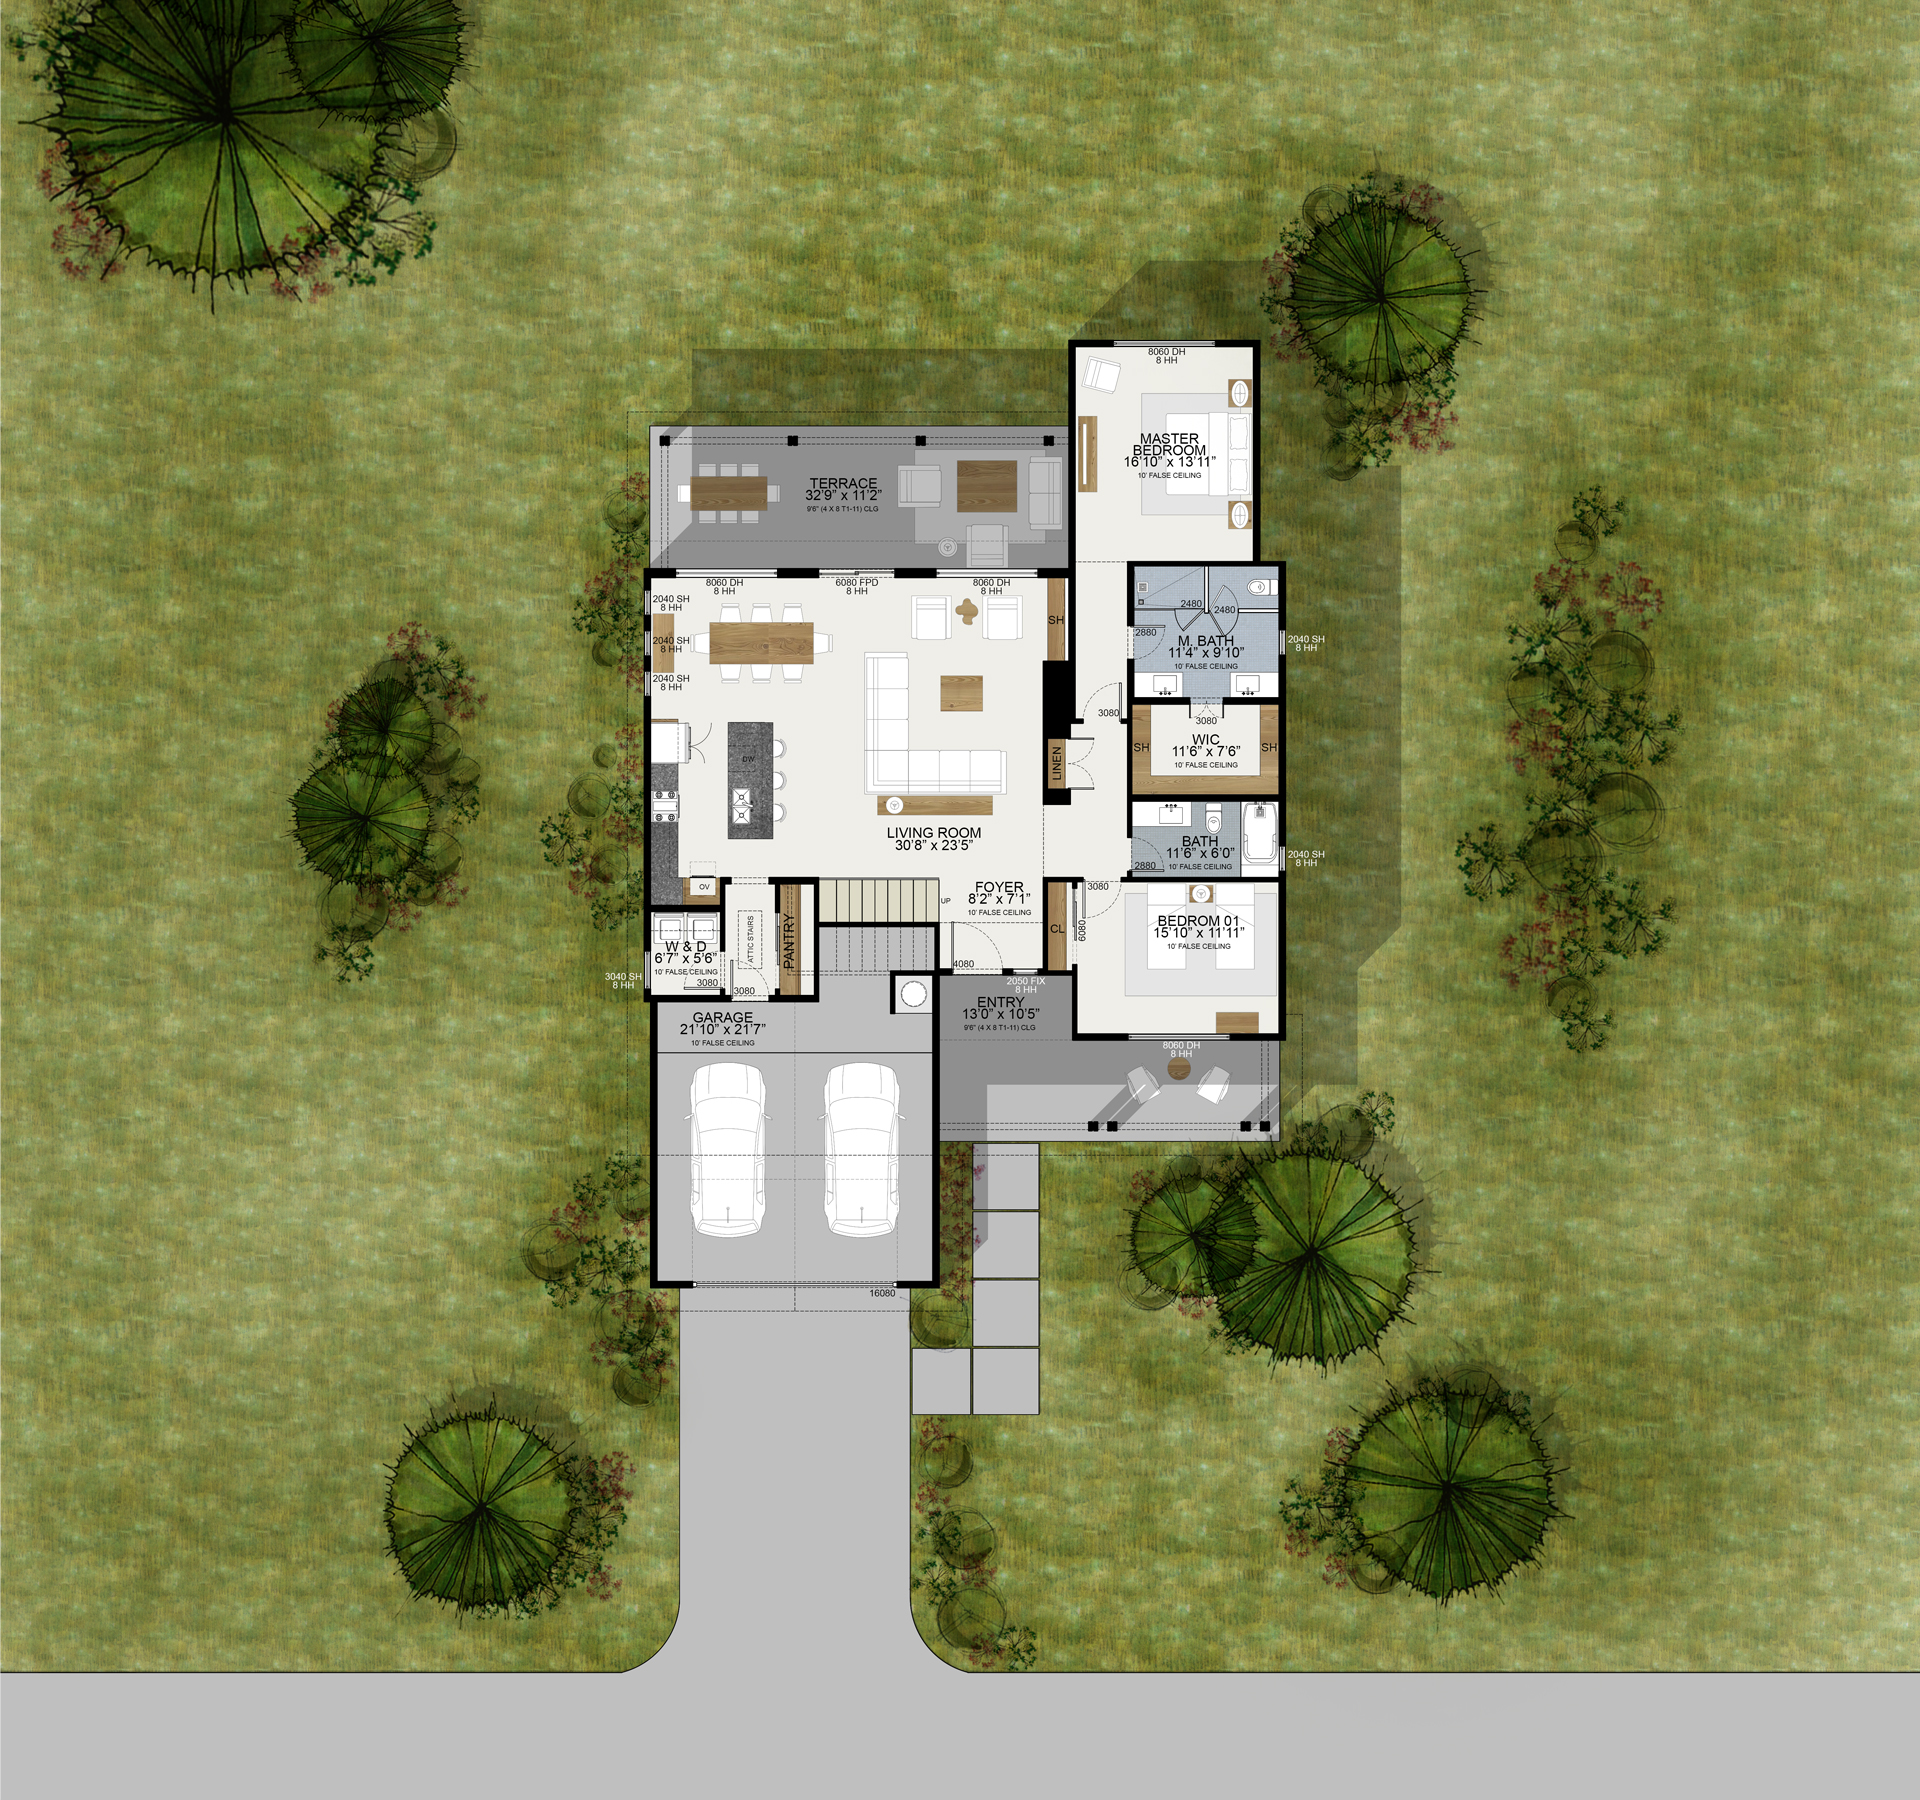 8060 DH
8 HH
MASTER
BEDROOM
16'10" x 13'11"
10' FALSE CEILING
TERRACE
32'9" x 11'2"
9'6" (4 X 8 T1-11) CLG
8060 DH
8 HH
6080 FPD
8 HH
8060 DH
8 HH
2040 SH
8 HH
2040 SH
8 HH
2040 SH
8 HH
SH
2480
2480
2880
M. BATH
11'4" x 9'10"
10' FALSE CEILING
2040 SH
8 HH
3080
3080
SH
WIC
11'6" x 7'6"
10' FALSE CEILING
SH
LINEN
DW
LIVING ROOM
30'8" x 23'5"
BATH
11'6" x 6'0"
10' FALSE CEILING
2880
2040 SH
8 HH
OV
UP
FOYER
8'2" x 7'1"
10' FALSE CEILING
3080
CL
6080
BEDROM 01
15'10" x 11'11"
10' FALSE CEILING
W & D
6'7" x 5'6"
10' FALSE CEILING
3080
3040 SH
8 HH
ATTIC STAIRS
PANTRY
3080
4080
2050 FIX
8 HH
ENTRY
13'0" x 10'5"
9'6" (4 X 8 T1-11) CLG
GARAGE
21'10" x 21'7"
10' FALSE CEILING
8060 DH
8 HH
16080